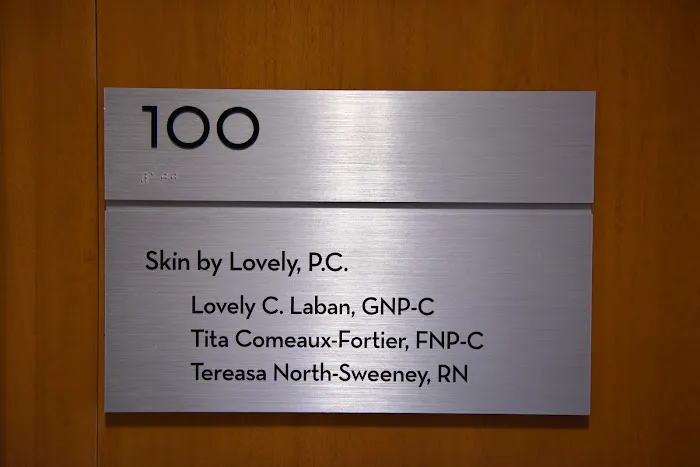 100
Skin by Lovely, P.C.
Lovely C. Laban, GNP-C
Tita Comeaux-Fortier, FNP-C
Tereasa North-Sweeney, RN